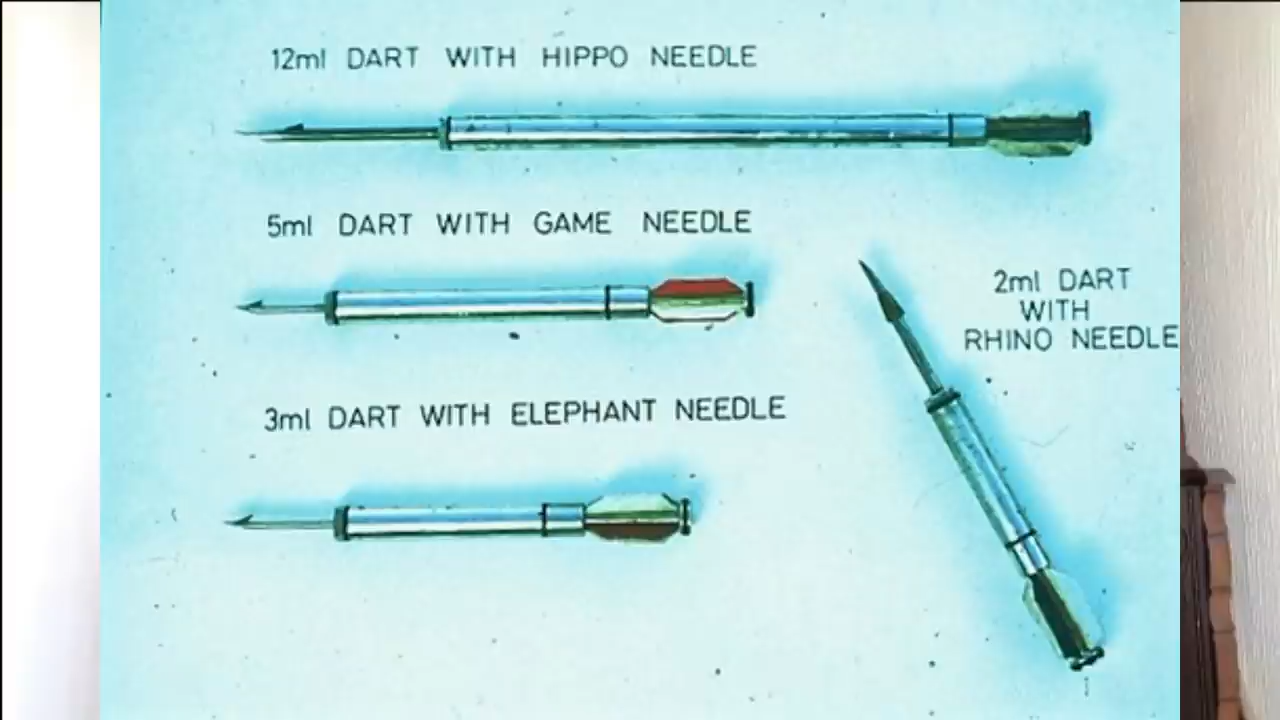 12ml DART WITH HIPPO NEEDLE
5ml DART WITH GAME NEEDLE
2ml DART
WITH
RHINO NEEDLE
3ml DART WITH ELEPHANT NEEDLE